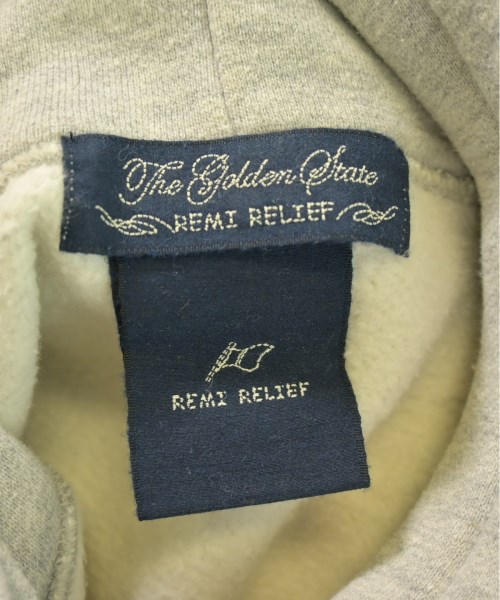 The Golden State
REMI RELIEF
REMI RELIEF